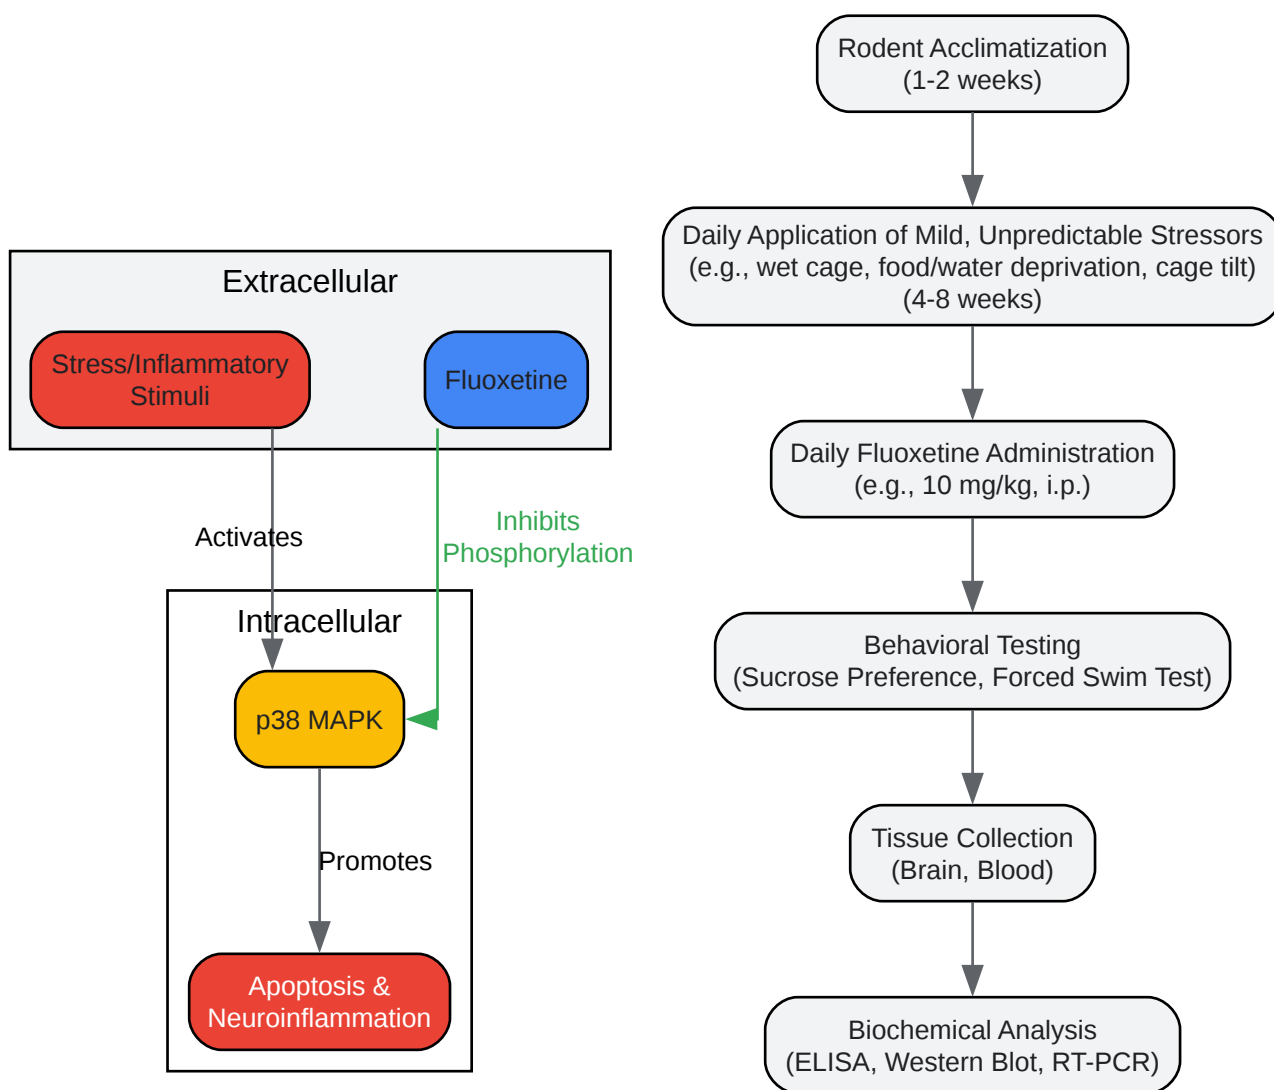 Extracellular
Stress/Inflammatory
Stimuli
Fluoxetine
Activates
Inhibits
Phosphorylation
Intracellular
p38 MAPK
Promotes
Apoptosis &
Neuroinflammation
Rodent Acclimatization
(1-2 weeks)
Daily Application of Mild, Unpredictable Stressors
(e.g., wet cage, food/water deprivation, cage tilt)
(4-8 weeks)
Daily Fluoxetine Administration
(e.g., 10 mg/kg, i.p.)
Behavioral Testing
(Sucrose Preference, Forced Swim Test)
Tissue Collection
(Brain, Blood)
Biochemical Analysis
(ELISA, Western Blot, RT-PCR)